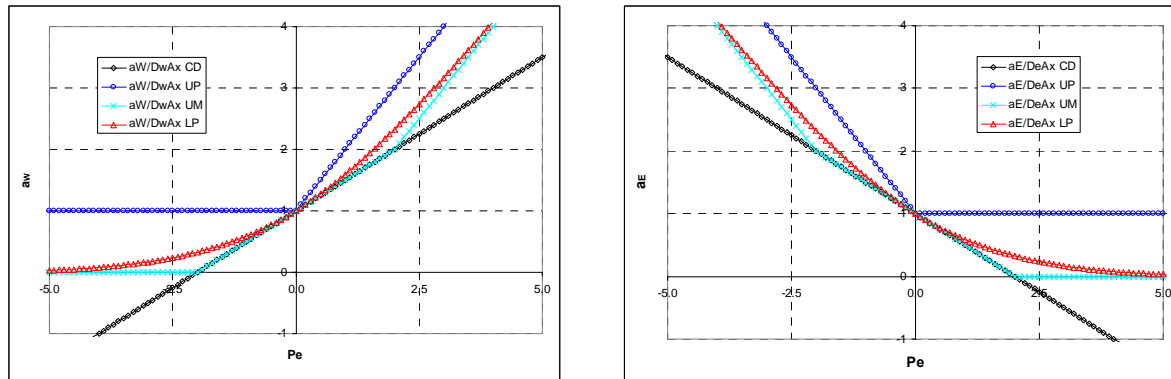 4
3
2
1
0
-1
-5.0
-2.5
0.0
2.5
5.0
aW/DwAx CD
aW/DwAx UP
aW/DwAx UM
aW/DwAx LP
aw
Pe
4
3
2
1
0
-1
-5.0
-2.5
0.0
2.5
5.0
aE/DeAx CD
aE/DeAx UP
aE/DeAx UM
aE/DeAx LP
aE
Pe